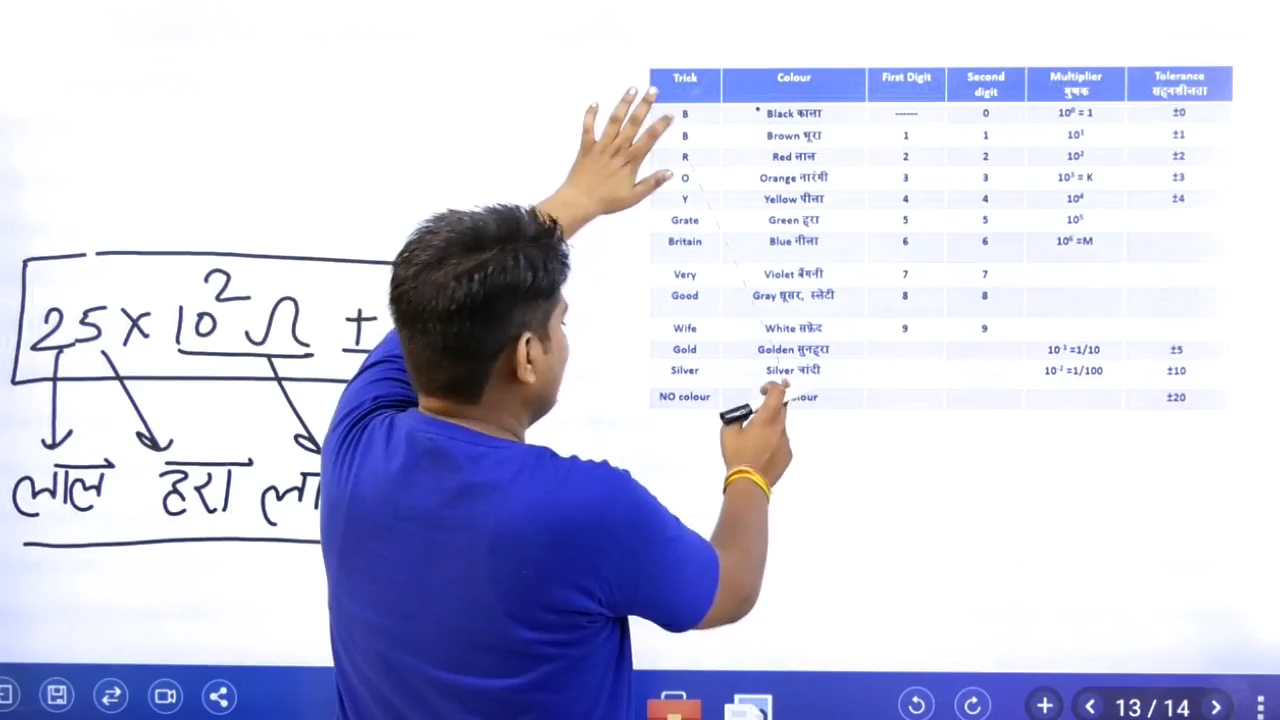 Trick Colour First Digit Second digit Multiplier गुणक Tolerance सहनशीलता
B Black काला ------ 0 10⁰ = 1 ±0
B Brown भूरा 1 1 10¹ ±1
R Red लाल 2 2 10² ±2
O Orange नारंगी 3 3 10³ = K ±3
Y Yellow पीला 4 4 10⁴ ±4
Grate Green हरा 5 5 10⁵
Britain Blue नीला 6 6 10⁶ =M
Very Violet बैंगनी 7 7
Good Gray धूसर, स्लेटी 8 8
Wife White सफ़ेद 9 9
Gold Golden सुनहरा 10⁻¹ =1/10 ±5
Silver Silver चांदी 10⁻² =1/100 ±10
NO colour ±20
25 x 10² Ω ±
लाल हरा
13 / 14